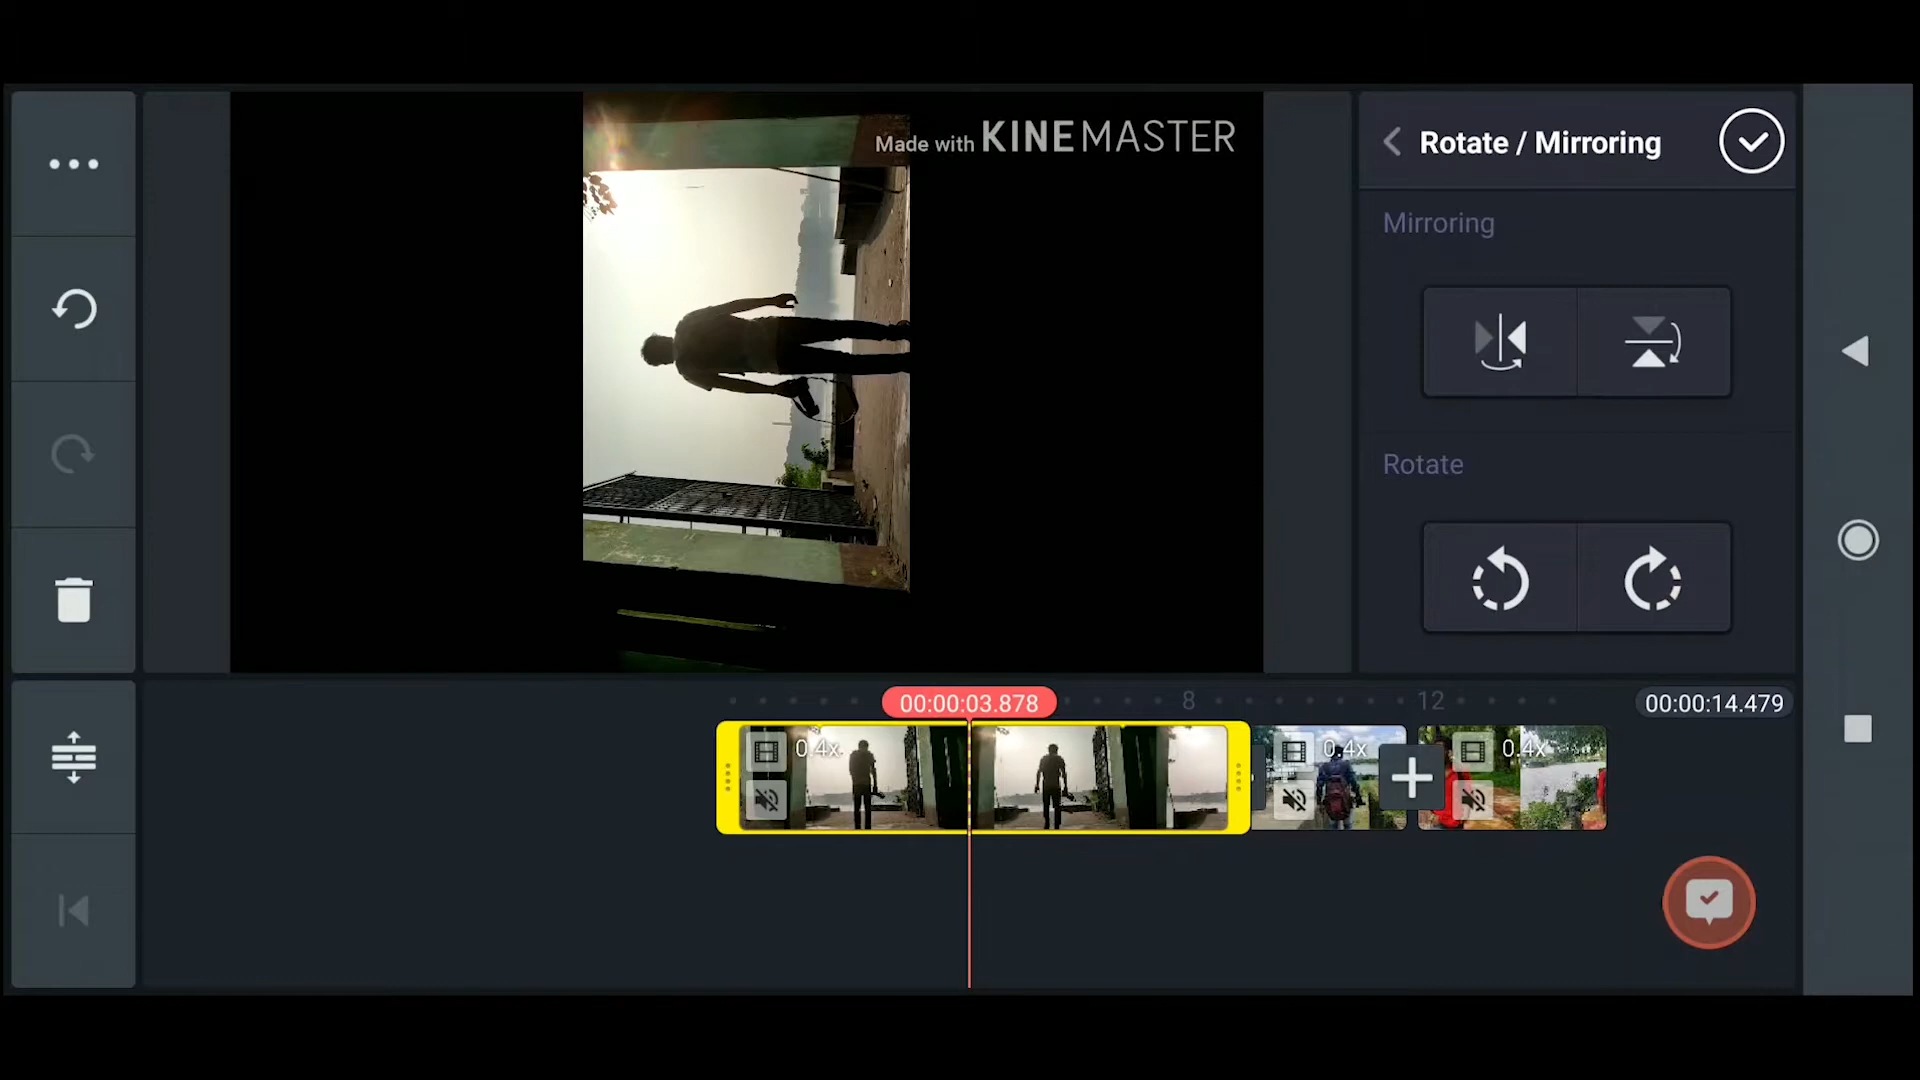 Made with KINEMASTER
Rotate / Mirroring
Mirroring
Rotate
00:00:03.878
8
12
00:00:14.479
0.4x
0.4x
0.4x